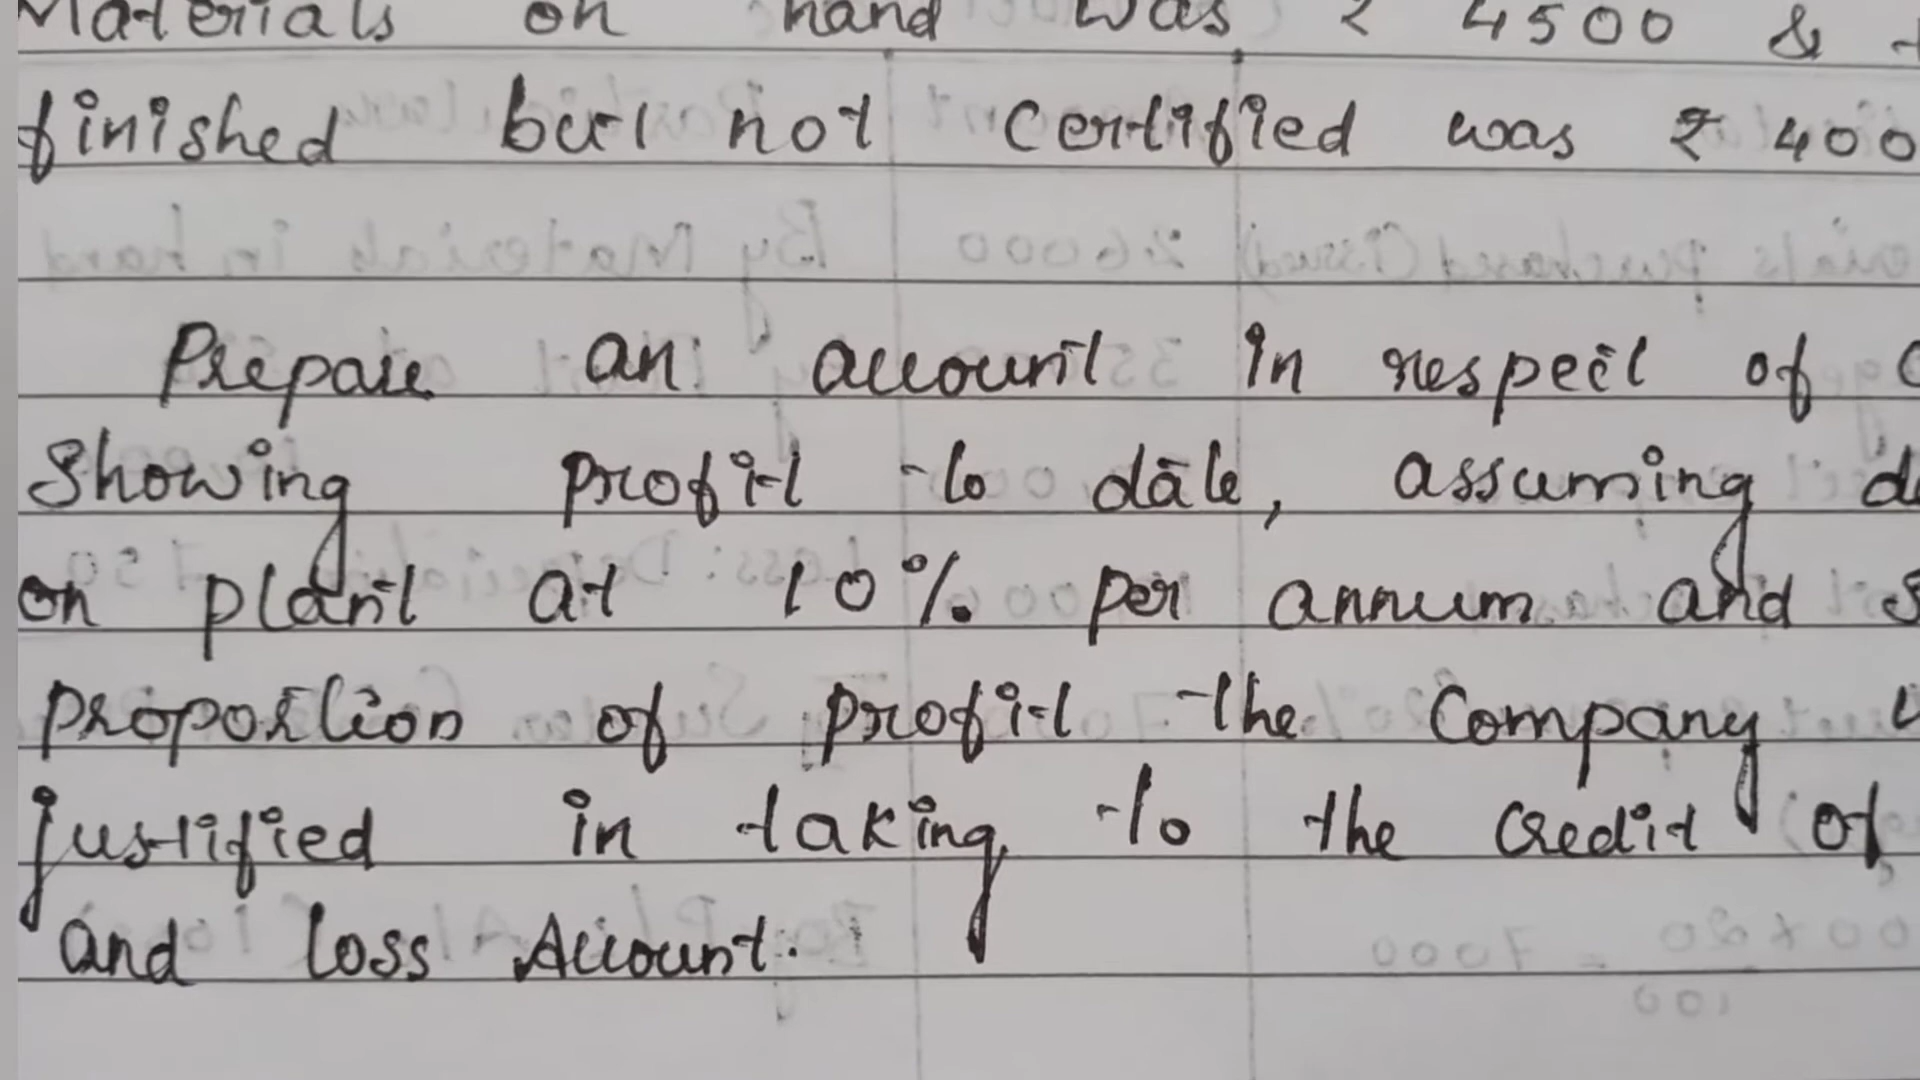 Materials on hand was ₹ 4500 &
finished but not certified was ₹ 400
Prepare an account in respect of
Showing profit to date, assuming
on plant at 10% per annum and
proportion of profit the Company
justified in taking to the credit of
and loss Account.